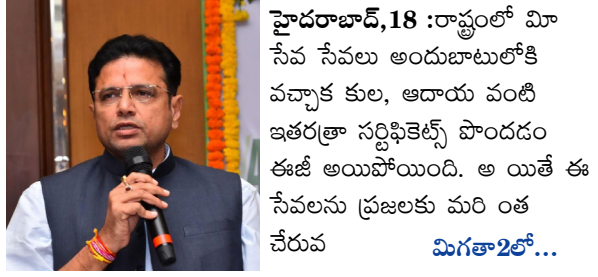 హైదరాబాద్,18 :రాష్ట్రంలో మీ
సేవ సేవలు అందుబాటులోకి
వచ్చాక కుల, ఆదాయ వంటి
ఇతరత్రా సర్టిఫికెట్స్ పొందడం
ఈజీ అయిపోయింది. అ యితే ఈ
సేవలను ప్రజలకు మరి ంత
చేరువ మిగతా2లో...